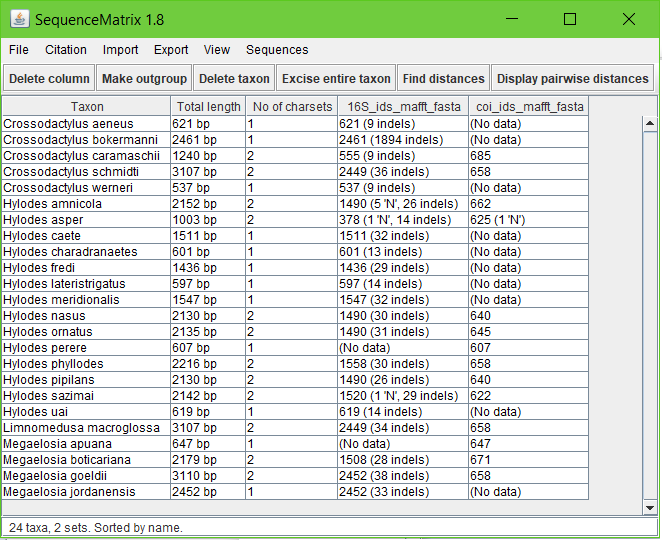 SequenceMatrix 1.8
File Citation Import Export View Sequences
Delete column Make outgroup Delete taxon Excise entire taxon Find distances Display pairwise distances
Taxon Total length No of charsets 16S_ids_mafft_fasta coi_ids_mafft_fasta
Crossodactylus aeneus 621 bp 1 621 (9 indels) (No data)
Crossodactylus bokermanni 2461 bp 1 2461 (1894 indels) (No data)
Crossodactylus caramaschii 1240 bp 2 555 (9 indels) 685
Crossodactylus schmidti 3107 bp 2 2449 (36 indels) 658
Crossodactylus werneri 537 bp 1 537 (9 indels) (No data)
Hylodes amnicola 2152 bp 2 1490 (5 'N', 26 indels) 662
Hylodes asper 1003 bp 2 378 (1 'N', 14 indels) 625 (1 'N')
Hylodes caete 1511 bp 1 1511 (32 indels) (No data)
Hylodes charadranaetes 601 bp 1 601 (13 indels) (No data)
Hylodes fredi 1436 bp 1 1436 (29 indels) (No data)
Hylodes lateristrigatus 597 bp 1 597 (14 indels) (No data)
Hylodes meridionalis 1547 bp 1 1547 (32 indels) (No data)
Hylodes nasus 2130 bp 2 1490 (30 indels) 640
Hylodes ornatus 2135 bp 2 1490 (31 indels) 645
Hylodes perere 607 bp 1 (No data) 607
Hylodes phyllodes 2216 bp 2 1558 (30 indels) 658
Hylodes pipilans 2130 bp 2 1490 (26 indels) 640
Hylodes sazimai 2142 bp 2 1520 (1 'N', 29 indels) 622
Hylodes uai 619 bp 1 619 (14 indels) (No data)
Limnomedusa macroglossa 3107 bp 2 2449 (34 indels) 658
Megaelosia apuana 647 bp 1 (No data) 647
Megaelosia boticariana 2179 bp 2 1508 (28 indels) 671
Megaelosia goeldii 3110 bp 2 2452 (38 indels) 658
Megaelosia jordanensis 2452 bp 1 2452 (33 indels) (No data)
24 taxa, 2 sets. Sorted by name.